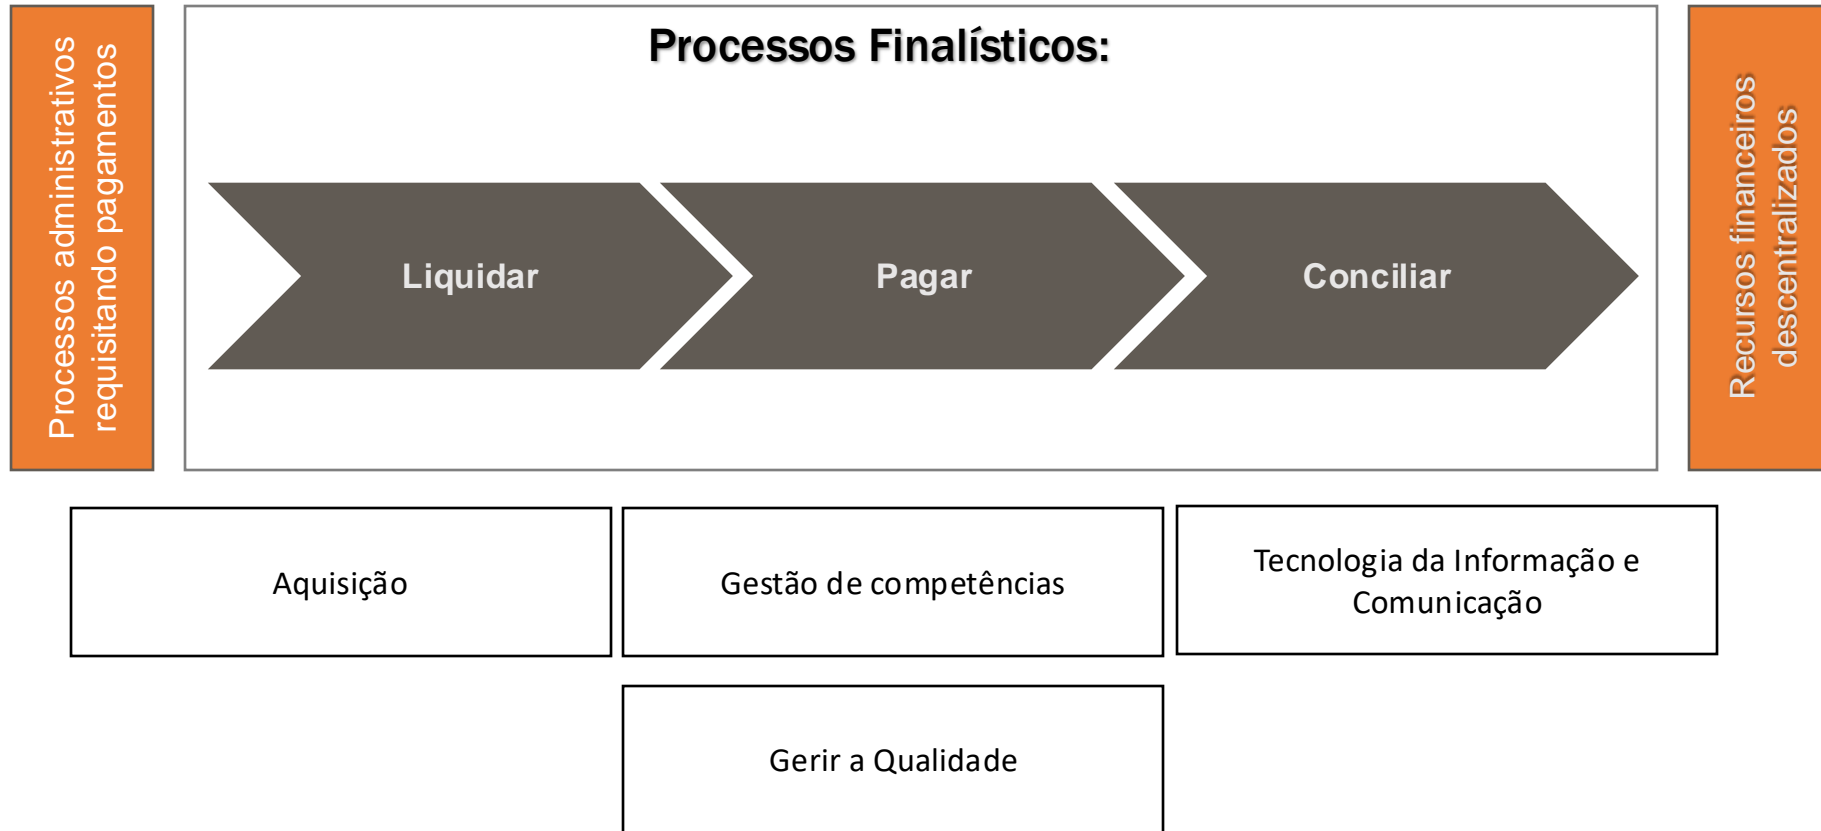 Processos administrativos
requisitando pagamentos
Processos Finalísticos:
Liquidar
Pagar
Conciliar
Recursos financeiros
descentralizados
Aquisição
Gestão de competências
Tecnologia da Informação e
Comunicação
Gerir a Qualidade